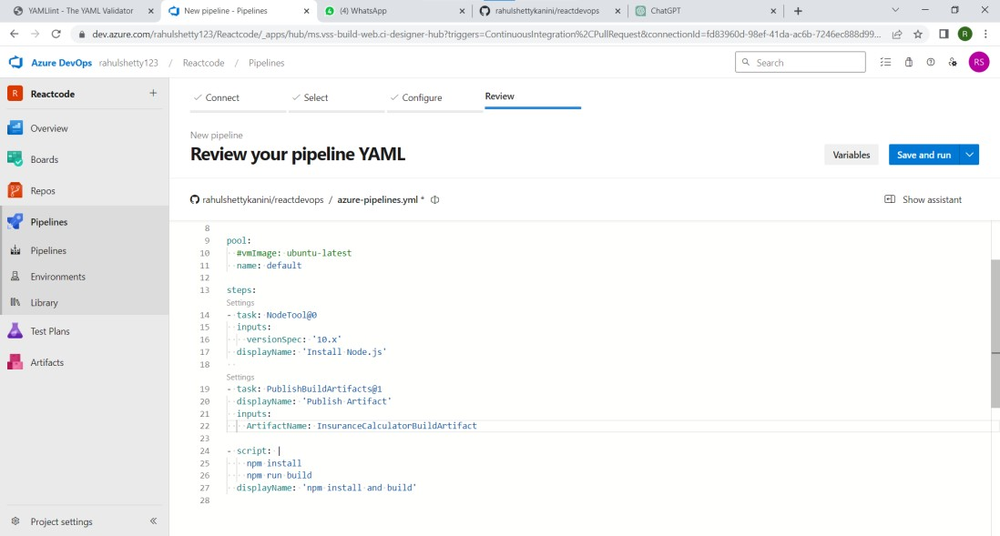 YAMLlint - The YAML Validator
New pipeline - Pipelines
(4) WhatsApp
rahulshettykanini/reactdevops
ChatGPT
dev.azure.com/rahulshetty123/Reactcode/_apps/hub/ms.vss-build-web.ci-designer-hub?triggers=ContinuousIntegration%2CPullRequest&connectionId=fd83960d-98ef-41da-ac6b-7246ec888d99...
R
Azure DevOps rahulshetty123 / Reactcode / Pipelines
Search
RS
R Reactcode
Overview
Boards
Repos
Pipelines
Pipelines
Environments
Library
Test Plans
Artifacts
Project settings
Connect
Select
Configure
Review
New pipeline
Review your pipeline YAML
Variables
Save and run
rahulshettykanini/reactdevops / azure-pipelines.yml *
Show assistant
8
9 pool:
10 #vmImage: ubuntu-latest
11 name: default
12
13 steps:
Settings
14 - task: NodeTool@0
15 inputs:
16 versionSpec: '10.x'
17 displayName: 'Install Node.js'
18
Settings
19 - task: PublishBuildArtifacts@1
20 displayName: 'Publish Artifact'
21 inputs:
22 ArtifactName: InsuranceCalculatorBuildArtifact
23
24 - script: |
25 npm install
26 npm run build
27 displayName: 'npm install and build'
28